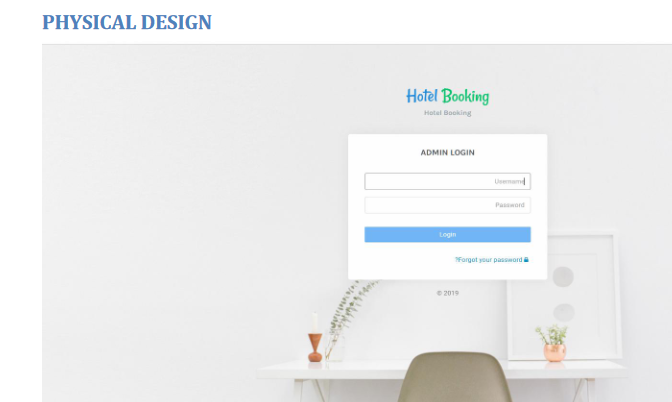 PHYSICAL DESIGN
Hotel Booking
Hotel Booking
ADMIN LOGIN
Username
Password
Login
?Forgot your password
© 2019